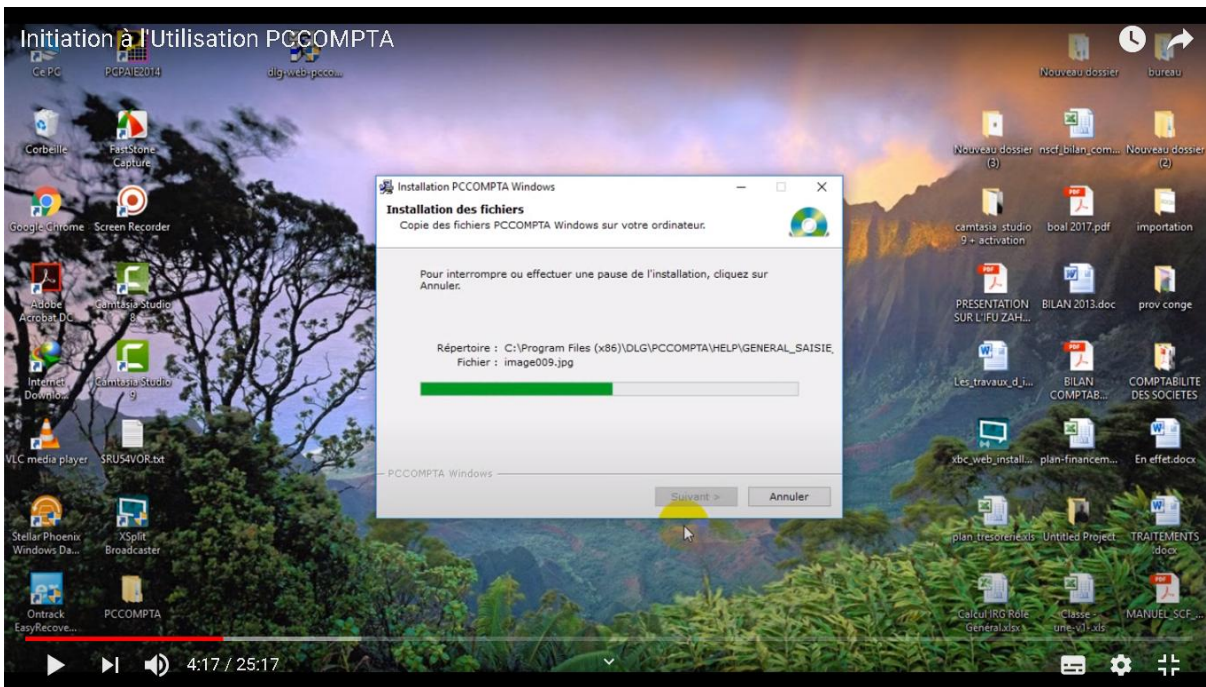 Initiation à l'Utilisation PCCOMPTA
Ce PC
PCPAIE2014
dlg-web-pcco...
Nouveau dossier
bureau
Corbeille
FastStone
Capture
Nouveau dossier
(3)
nscf_bilan_com...
Nouveau dossier
(2)
Google Chrome
Screen Recorder
camtasia studio
9 + activation
boal 2017.pdf
importation
Adobe
Acrobat DC
Camtasia Studio
8
PRESENTATION
SUR L'IFU ZAH...
BILAN 2013.doc
prov conge
Internet
Downlo...
Camtasia Studio
9
Les_travaux_d_i...
BILAN
COMPTAB...
COMPTABILITE
DES SOCIETES
VLC media player
SRU54VOR.txt
xbc_web_install...
plan-financem...
En effet.docx
Stellar Phoenix
Windows Da...
XSplit
Broadcaster
plan_tresorerie.xls
Untitled Project
TRAITEMENTS
.docx
Ontrack
EasyRecove...
PCCOMPTA
Calcul IRG Rôle
Général.xlsx
Classe -
une-v1-.xls
MANUEL_SCF_...
Installation PCCOMPTA Windows
Installation des fichiers
Copie des fichiers PCCOMPTA Windows sur votre ordinateur.
Pour interrompre ou effectuer une pause de l'installation, cliquez sur
Annuler.
Répertoire : C:\Program Files (x86)\DLG\PCCOMPTA\HELP\GENERAL_SAISIE_
Fichier : image009.jpg
PCCOMPTA Windows
Suivant >
Annuler
4:17 / 25:17